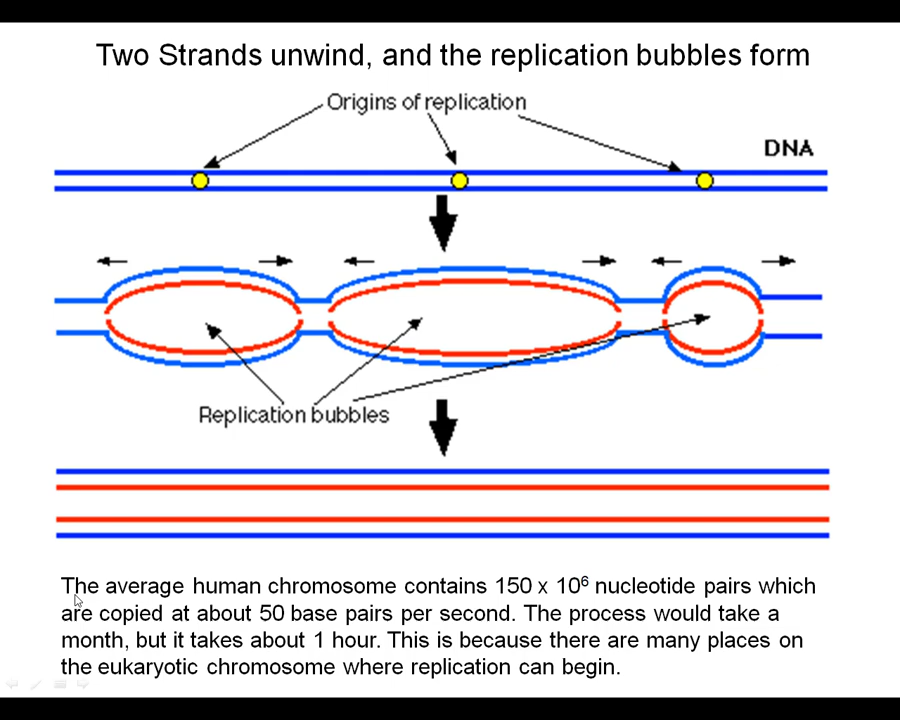 Two Strands unwind, and the replication bubbles form
Origins of replication
DNA
Replication bubbles
The average human chromosome contains 150 x 10⁶ nucleotide pairs which
are copied at about 50 base pairs per second. The process would take a
month, but it takes about 1 hour. This is because there are many places on
the eukaryotic chromosome where replication can begin.